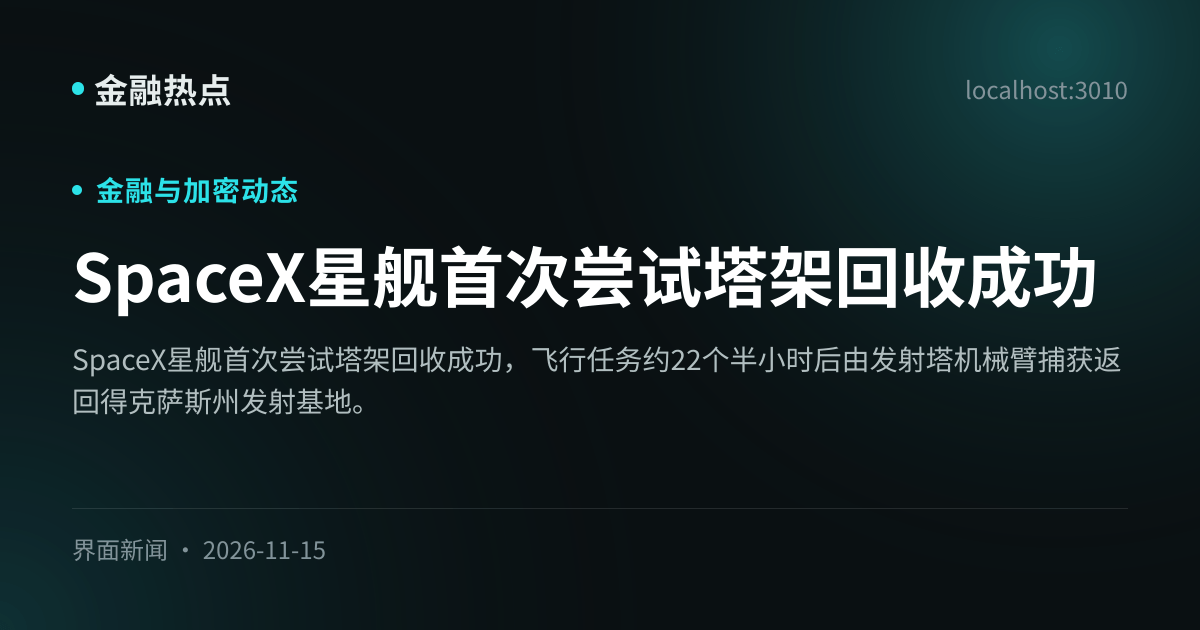 金融热点
localhost:3010
金融与加密动态
SpaceX星舰首次尝试塔架回收成功
SpaceX星舰首次尝试塔架回收成功，飞行任务约22个半小时后由发射塔机械臂捕获返
回得克萨斯州发射基地。
界面新闻 · 2026-11-15